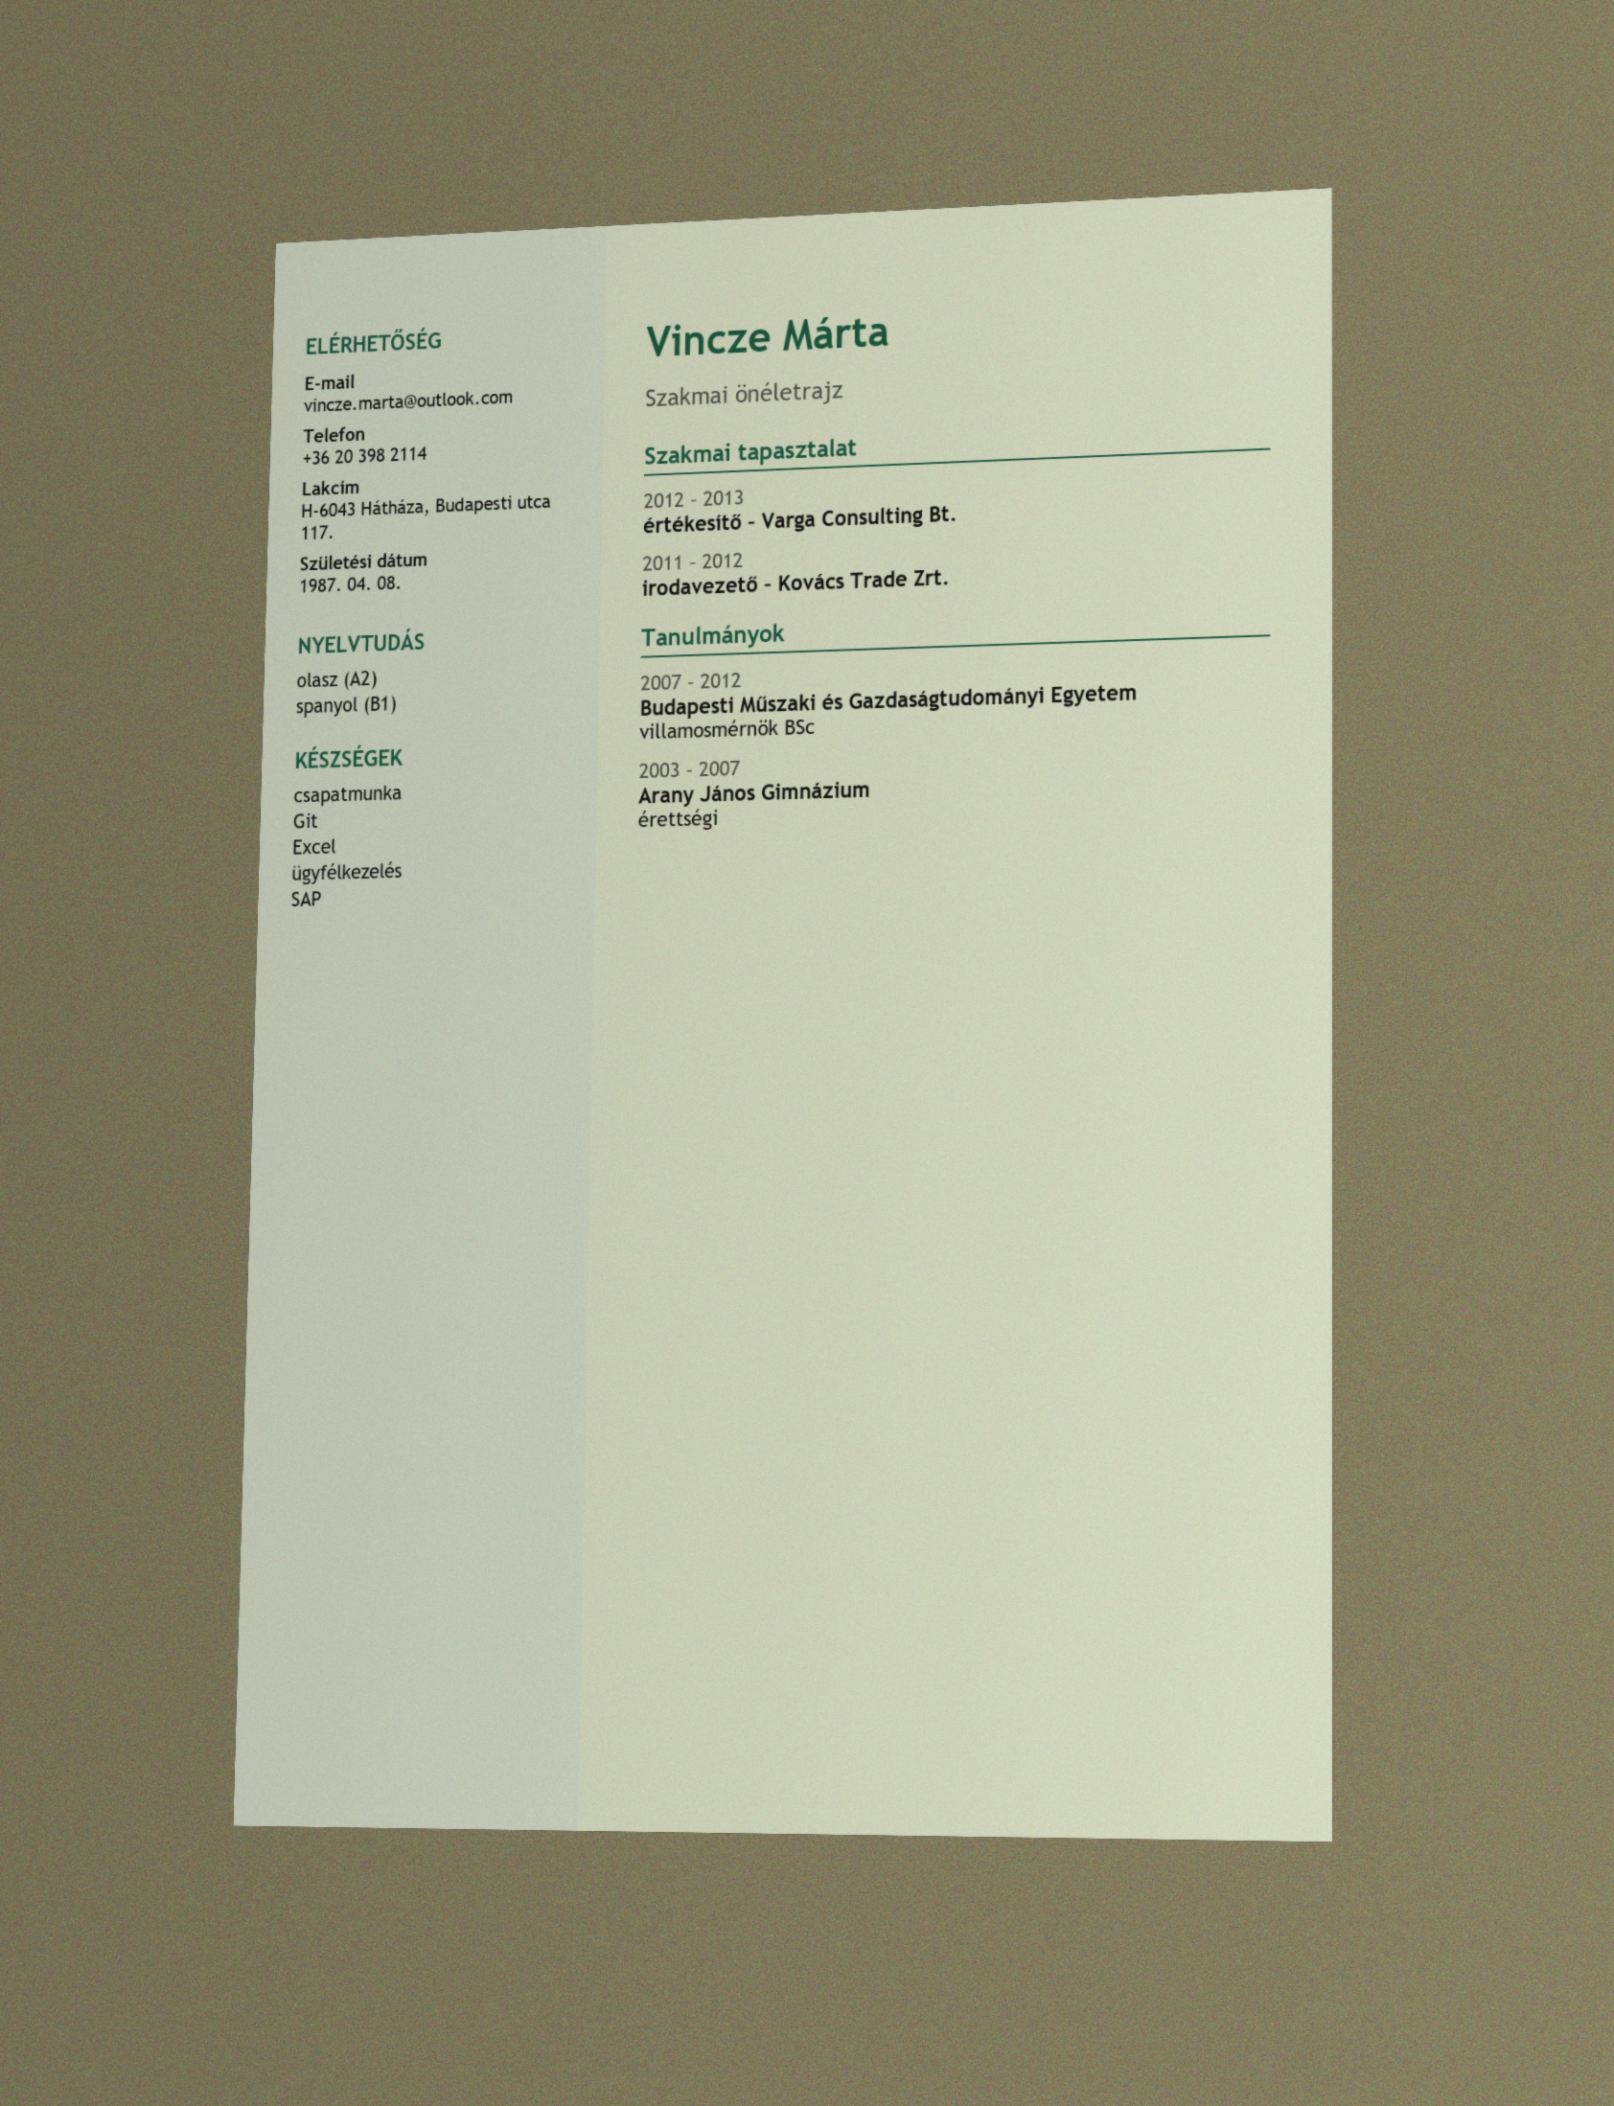 ELÉRHETŐSÉG
E-mail
vincze.marta@outlook.com
Telefon
+36 20 398 2114
Lakcím
H-6043 Hátháza, Budapesti utca
117.
Születési dátum
1987. 04. 08.
NYELVTUDÁS
olasz (A2)
spanyol (B1)
KÉSZSÉGEK
csapatmunka
Git
Excel
ügyfélkezelés
SAP
Vincze Márta
Szakmai önéletrajz
Szakmai tapasztalat
2012 – 2013
értékesítő – Varga Consulting Bt.
2011 – 2012
irodavezető – Kovács Trade Zrt.
Tanulmányok
2007 – 2012
Budapesti Műszaki és Gazdaságtudományi Egyetem
villamosmérnök BSc
2003 – 2007
Arany János Gimnázium
érettségi